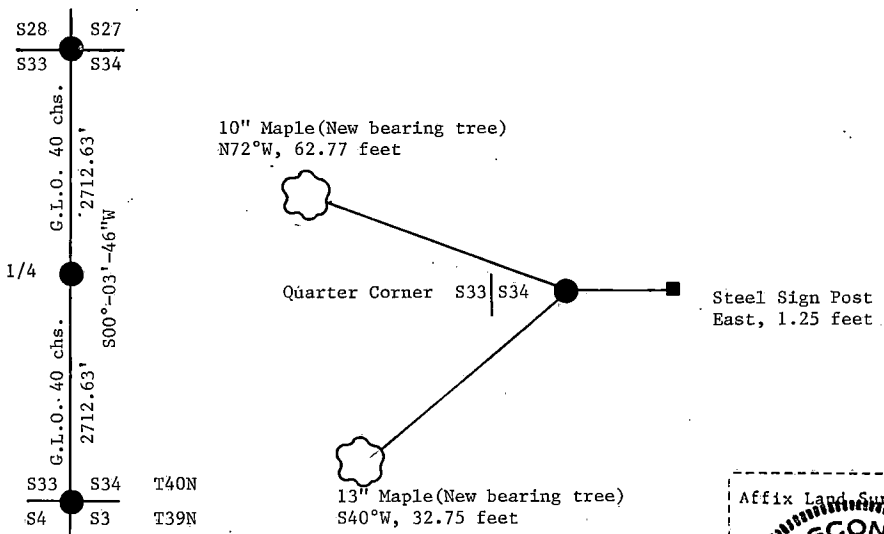 S28 S27
S33 S34
G.L.O. 40 chs.
2712.63'
1/4
S00°-03'-46"W
G.L.O. 40 chs.
2712.63'
S33 S34 T40N
S4 S3 T39N
10" Maple(New bearing tree)
N72°W, 62.77 feet
Quarter Corner S33 S34
Steel Sign Post
East, 1.25 feet
13" Maple(New bearing tree)
S40°W, 32.75 feet
Affix Land